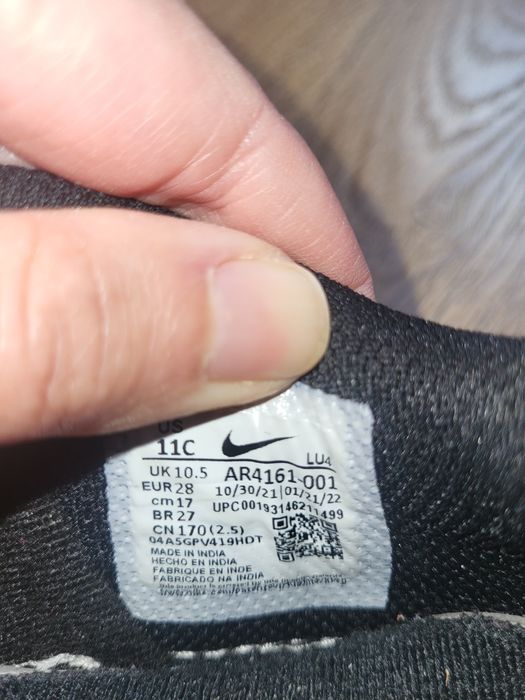 US
11C
LU4
UK 10.5 AR4161-001
EUR 28 10/30/21|01/21/22
cm 17 UPC00193146211499
BR 27
CN 170 (2.5)
04A5GPV419HDT
MADE IN INDIA
HECHO EN INDIA
FABRIQUE EN INDE
FABRICADO NA INDIA